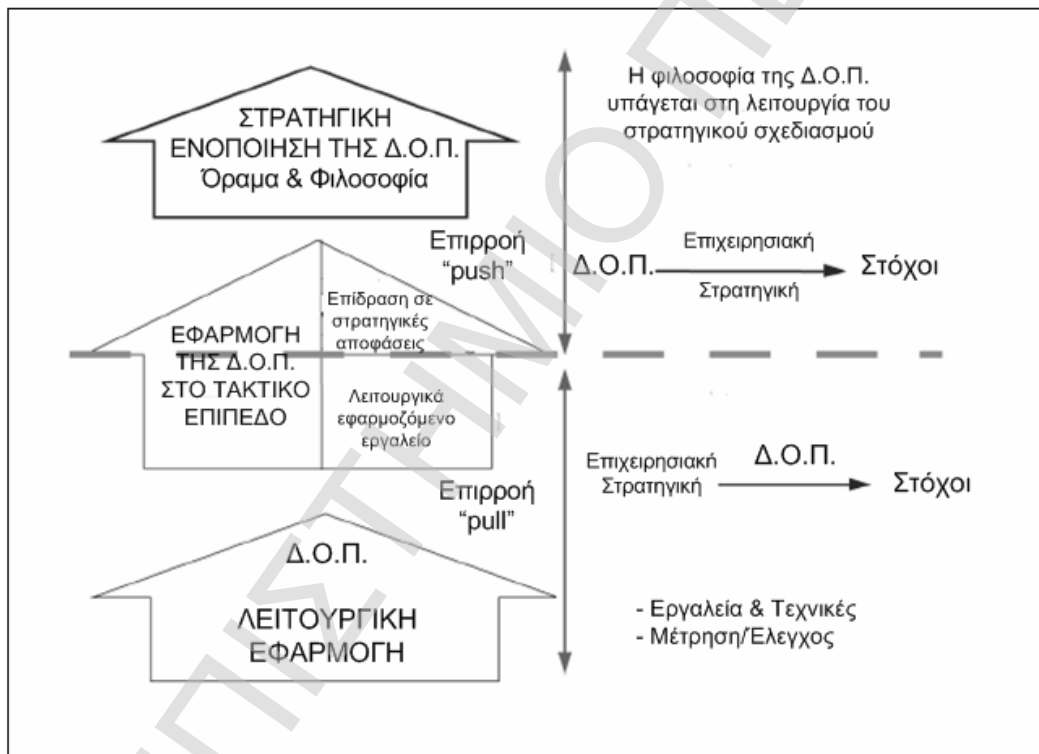 ΣΤΡΑΤΗΓΙΚΗ
ΕΝΟΠΟΙΗΣΗ ΤΗΣ Δ.Ο.Π.
Όραμα & Φιλοσοφία
Η φιλοσοφία της Δ.Ο.Π.
υπάγεται στη λειτουργία του
στρατηγικού σχεδιασμού
Επιρροή
“push”
Δ.Ο.Π.
Επιχειρησιακή
Στρατηγική
Στόχοι
ΕΦΑΡΜΟΓΗ
ΤΗΣ Δ.Ο.Π.
ΣΤΟ ΤΑΚΤΙΚΟ
ΕΠΙΠΕΔΟ
Επίδραση σε
στρατηγικές
αποφάσεις
Λειτουργικά
εφαρμοζόμενο
εργαλείο
Επιρροή
“pull”
Επιχειρησιακή
Στρατηγική
Δ.Ο.Π.
Στόχοι
Δ.Ο.Π.
ΛΕΙΤΟΥΡΓΙΚΗ
ΕΦΑΡΜΟΓΗ
- Εργαλεία & Τεχνικές
- Μέτρηση/Έλεγχος